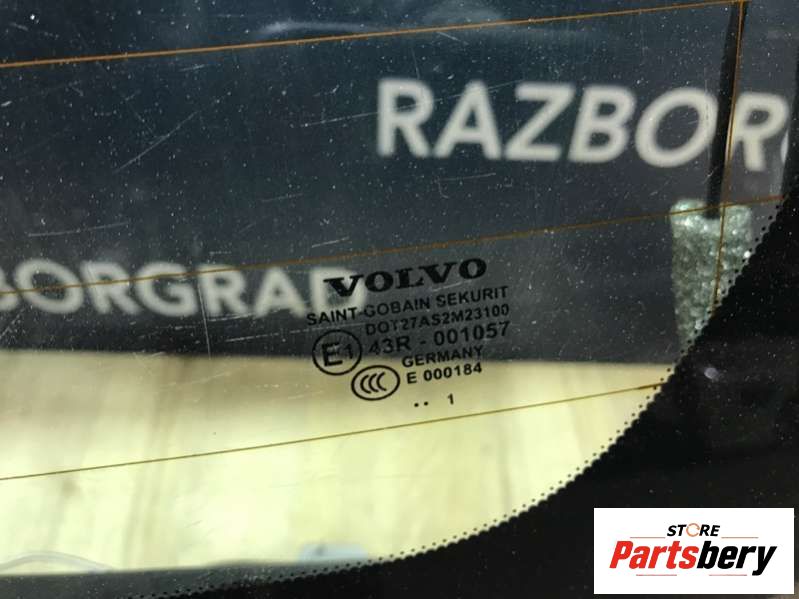 RAZBOR
BORGRAD
VOLVO
SAINT-GOBAIN SEKURIT
DOT27AS2M23100
E1 43R - 001057
GERMANY
CCC E 000184
.. 1
STORE
Partsbery